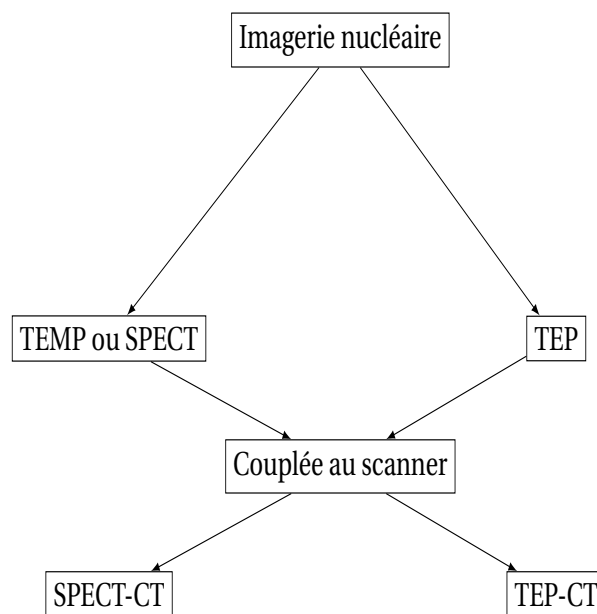 Imagerie nucléaire
TEMP ou SPECT
TEP
Couplée au scanner
SPECT-CT
TEP-CT